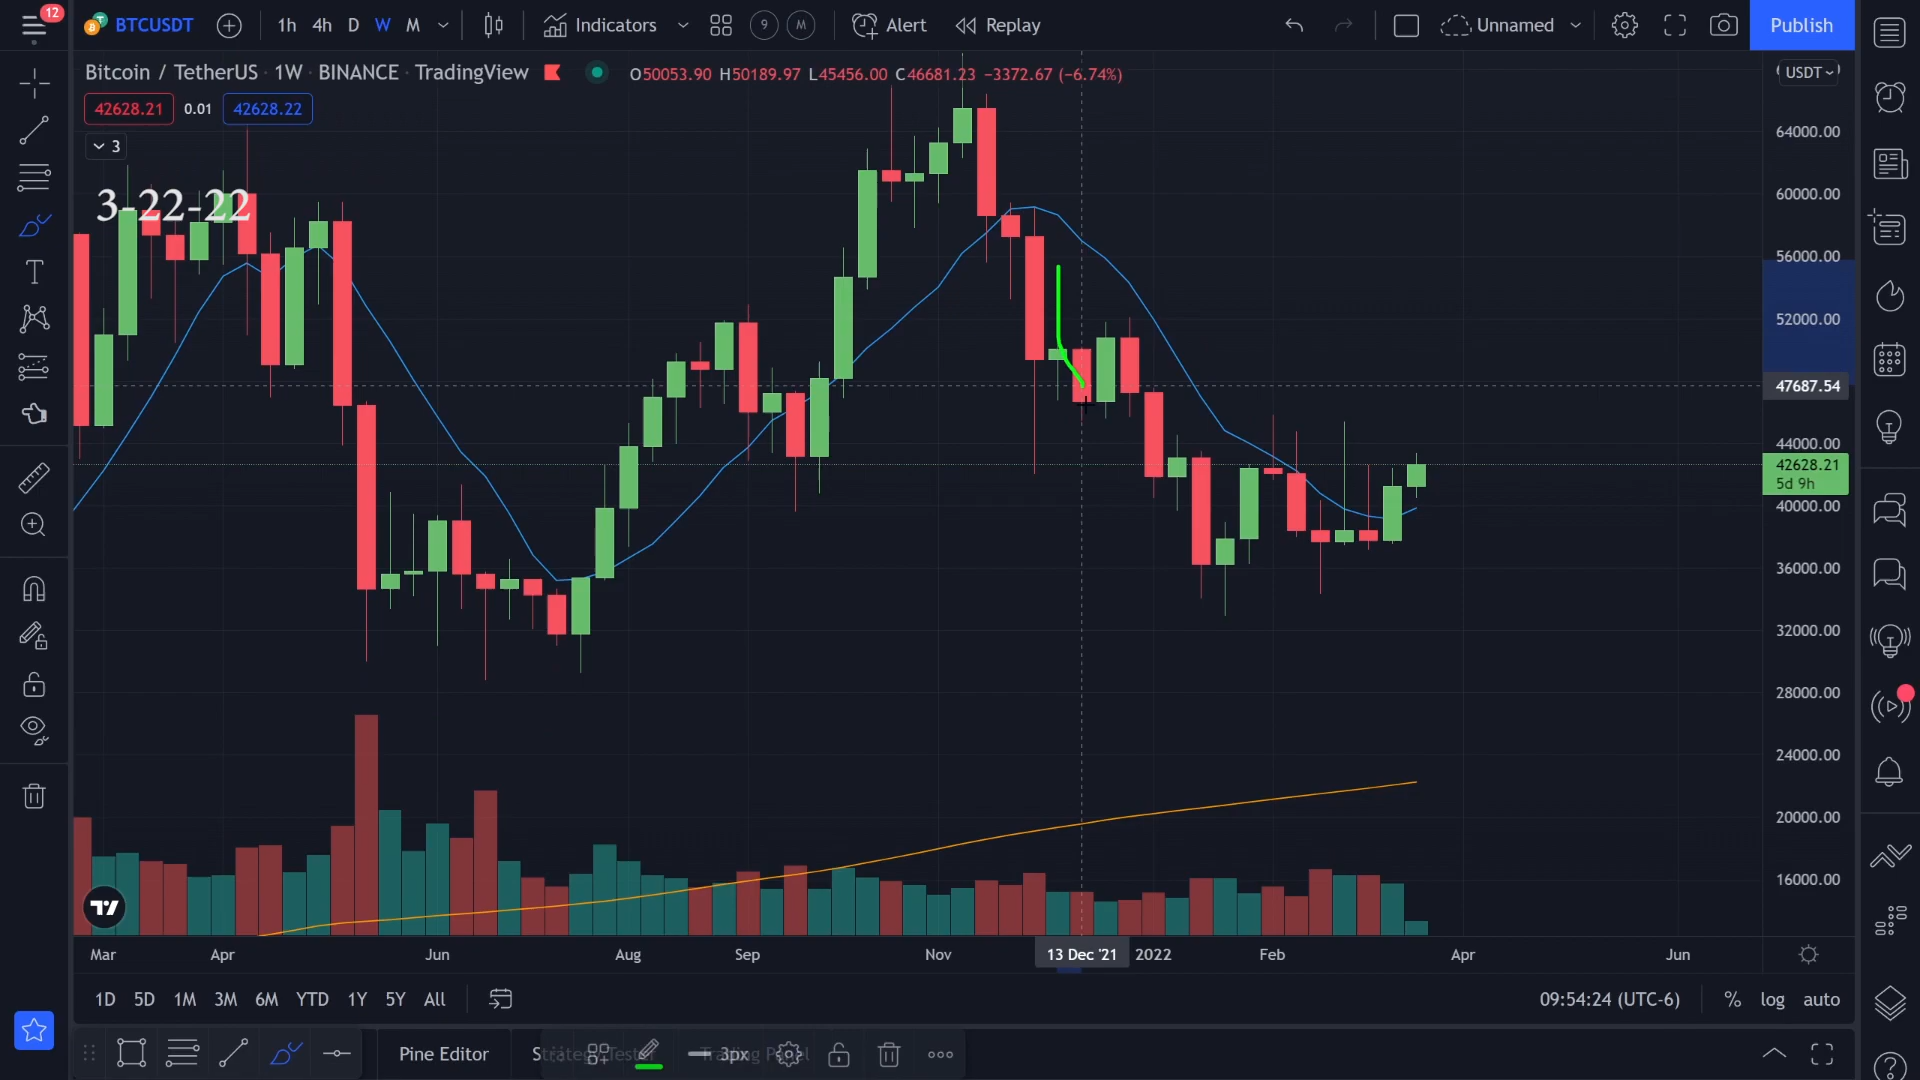 12
BTCUSDT
1h 4h D W M
Indicators
9 M
Alert
Replay
Unnamed
Publish
Bitcoin / TetherUS · 1W · BINANCE · TradingView
O50053.90 H50189.97 L45456.00 C46681.23 −3372.67 (−6.74%)
USDT
42628.21 0.01 42628.22
3
3-22-22
64000.00
60000.00
56000.00
52000.00
47687.54
44000.00
42628.21
5d 9h
40000.00
36000.00
32000.00
28000.00
24000.00
20000.00
16000.00
Mar Apr Jun Aug Sep Nov 13 Dec '21 2022 Feb Apr Jun
1D 5D 1M 3M 6M YTD 1Y 5Y All
09:54:24 (UTC-6) % log auto
Pine Editor
3px